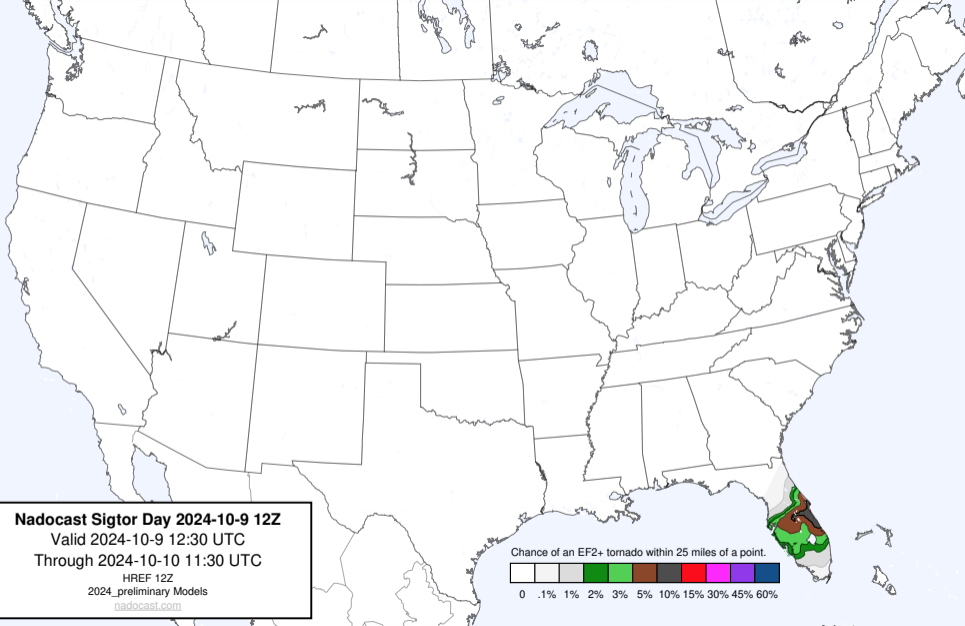 Nadocast Sigtor Day 2024-10-9 12Z
Valid 2024-10-9 12:30 UTC
Through 2024-10-10 11:30 UTC
HREF 12Z
2024_preliminary Models
nadocast.com
Chance of an EF2+ tornado within 25 miles of a point.
0 .1% 1% 2% 3% 5% 10% 15% 30% 45% 60%